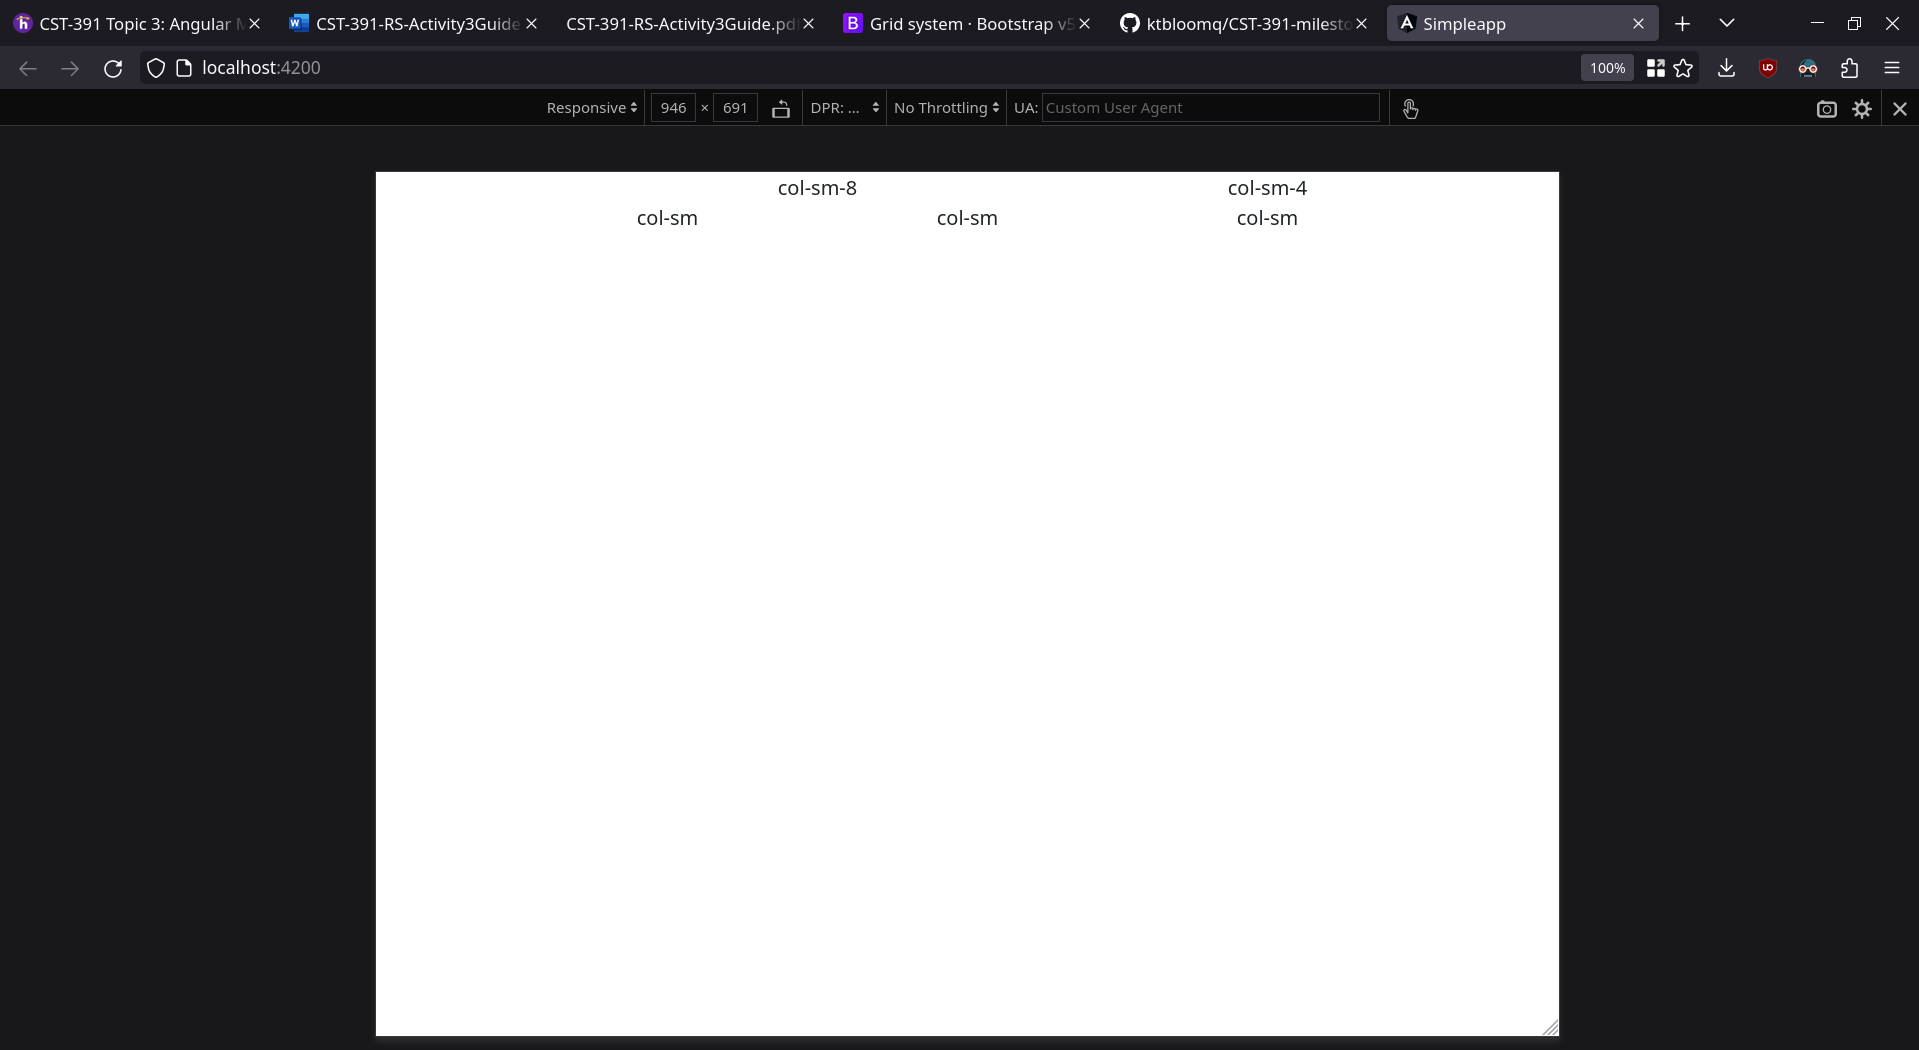 CST-391 Topic 3: Angular
CST-391-RS-Activity3Guide
CST-391-RS-Activity3Guide.pd
Grid system · Bootstrap v5
ktbloomq/CST-391-milesto
Simpleapp
localhost:4200
100%
Responsive
946 × 691
DPR: ...
No Throttling
UA: Custom User Agent
col-sm-8 col-sm-4
col-sm col-sm col-sm